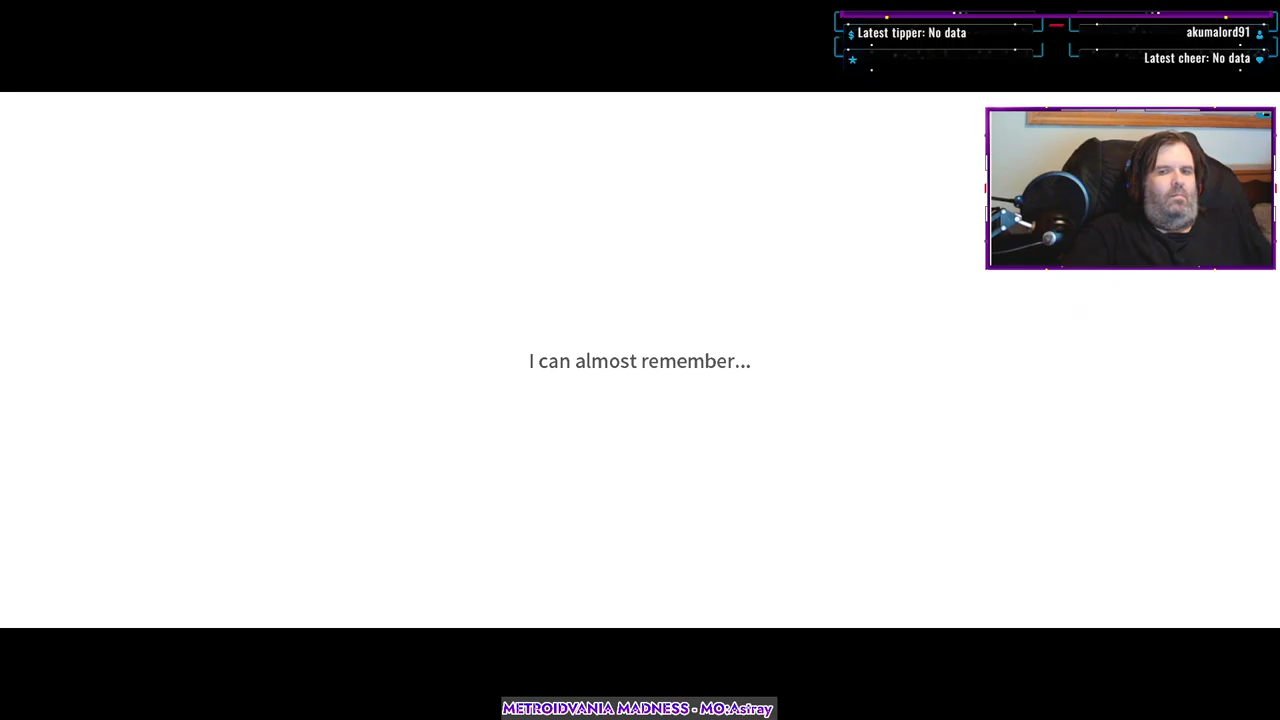 Latest tipper: No data
akumalord91
Latest cheer: No data
I can almost remember...
METROIDVANIA MADNESS - MO:Astray